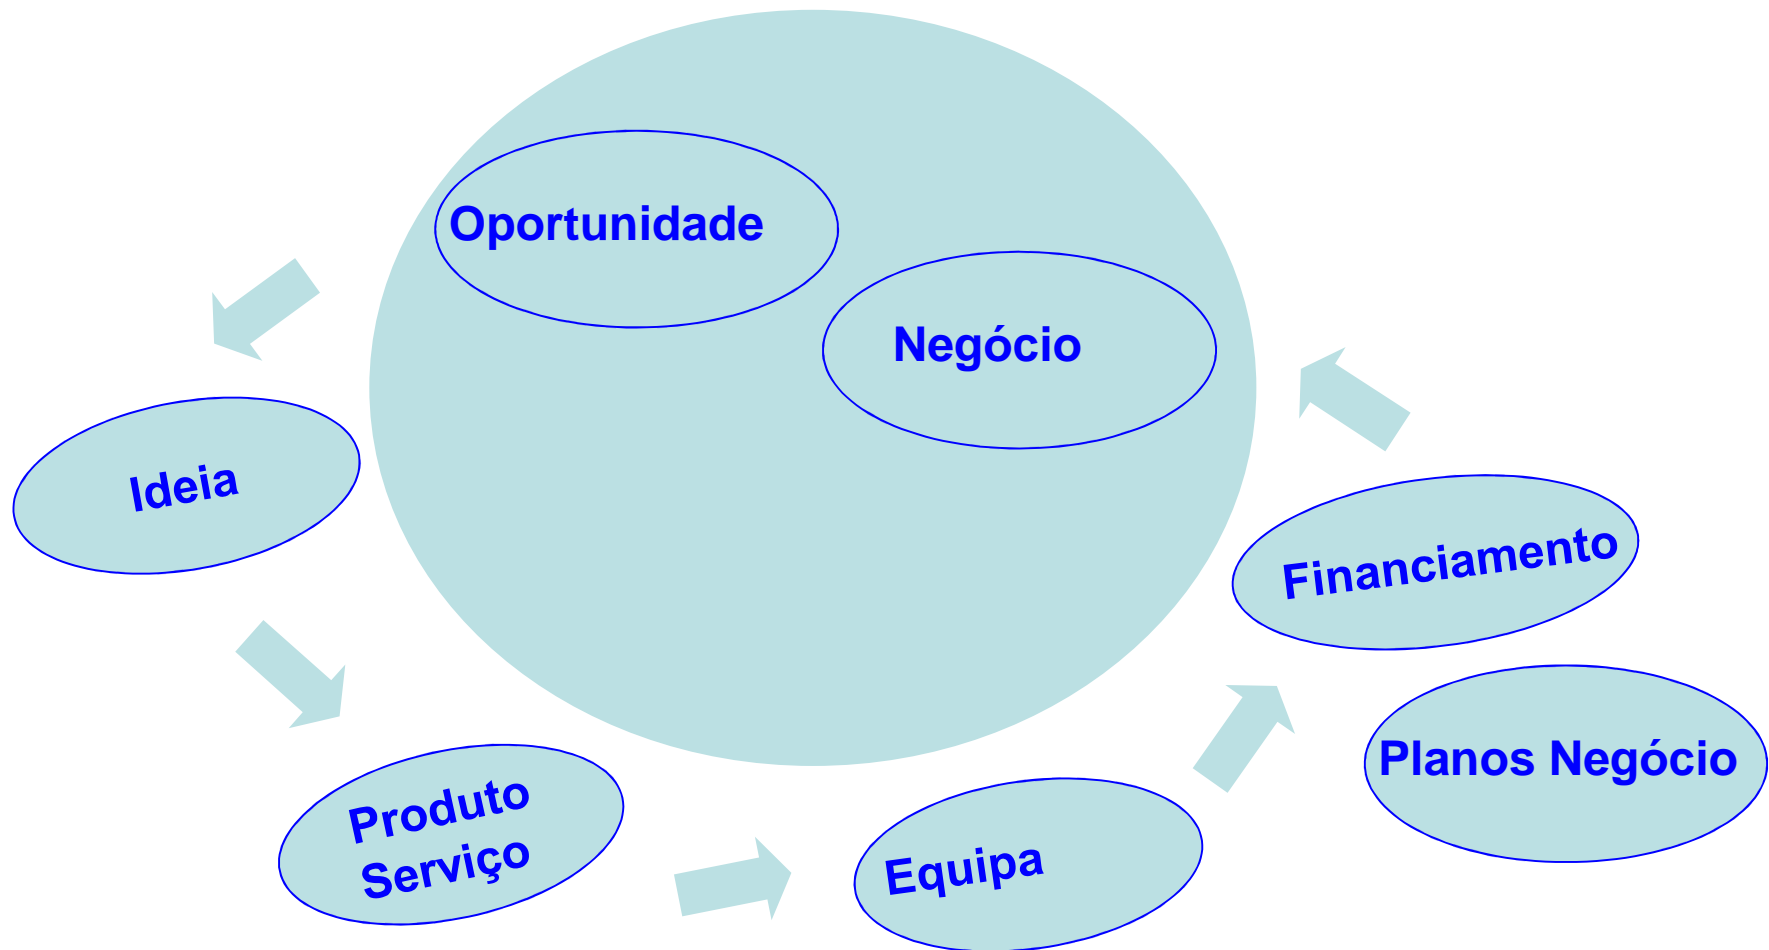 Oportunidade
Negócio
Ideia
Financiamento
Planos Negócio
Produto
Serviço
Equipa